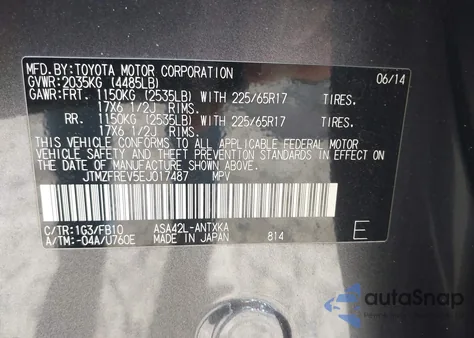 MFD.BY:TOYOTA MOTOR CORPORATION 06/14
GVWR:2035KG (4485LB)
GAWR:FRT. 1150KG (2535LB) WITH 225/65R17 TIRES,
17X6 1/2J RIMS.
RR. 1150KG (2535LB) WITH 225/65R17 TIRES,
17X6 1/2J RIMS.
THIS VEHICLE CONFORMS TO ALL APPLICABLE FEDERAL MOTOR
VEHICLE SAFETY AND BUMPER STANDARDS IN EFFECT ON
THE DATE OF MANUFACTURE SHOWN ABOVE.
JTMZFREV5EJ017487 MPV
C/TR:1G3/FB10 ASA42L-ANTXKA
A/TM:-04A/U760E MADE IN JAPAN 814 E
autoSnap